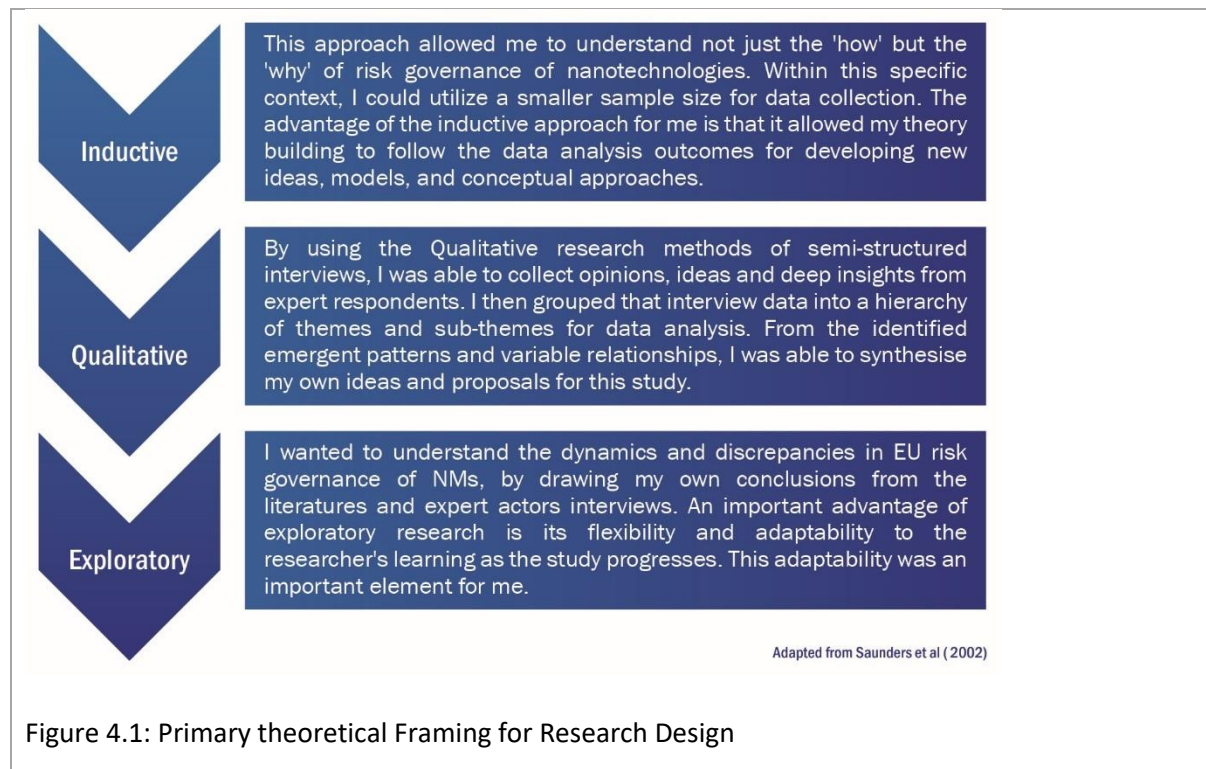 Inductive
This approach allowed me to understand not just the 'how' but the
'why' of risk governance of nanotechnologies. Within this specific
context, I could utilize a smaller sample size for data collection. The
advantage of the inductive approach for me is that it allowed my theory
building to follow the data analysis outcomes for developing new
ideas, models, and conceptual approaches.
Qualitative
By using the Qualitative research methods of semi-structured
interviews, I was able to collect opinions, ideas and deep insights from
expert respondents. I then grouped that interview data into a hierarchy
of themes and sub-themes for data analysis. From the identified
emergent patterns and variable relationships, I was able to synthesise
my own ideas and proposals for this study.
Exploratory
I wanted to understand the dynamics and discrepancies in EU risk
governance of NMs, by drawing my own conclusions from the
literatures and expert actors interviews. An important advantage of
exploratory research is its flexibility and adaptability to the
researcher's learning as the study progresses. This adaptability was an
important element for me.
Adapted from Saunders et al ( 2002)
Figure 4.1: Primary theoretical Framing for Research Design